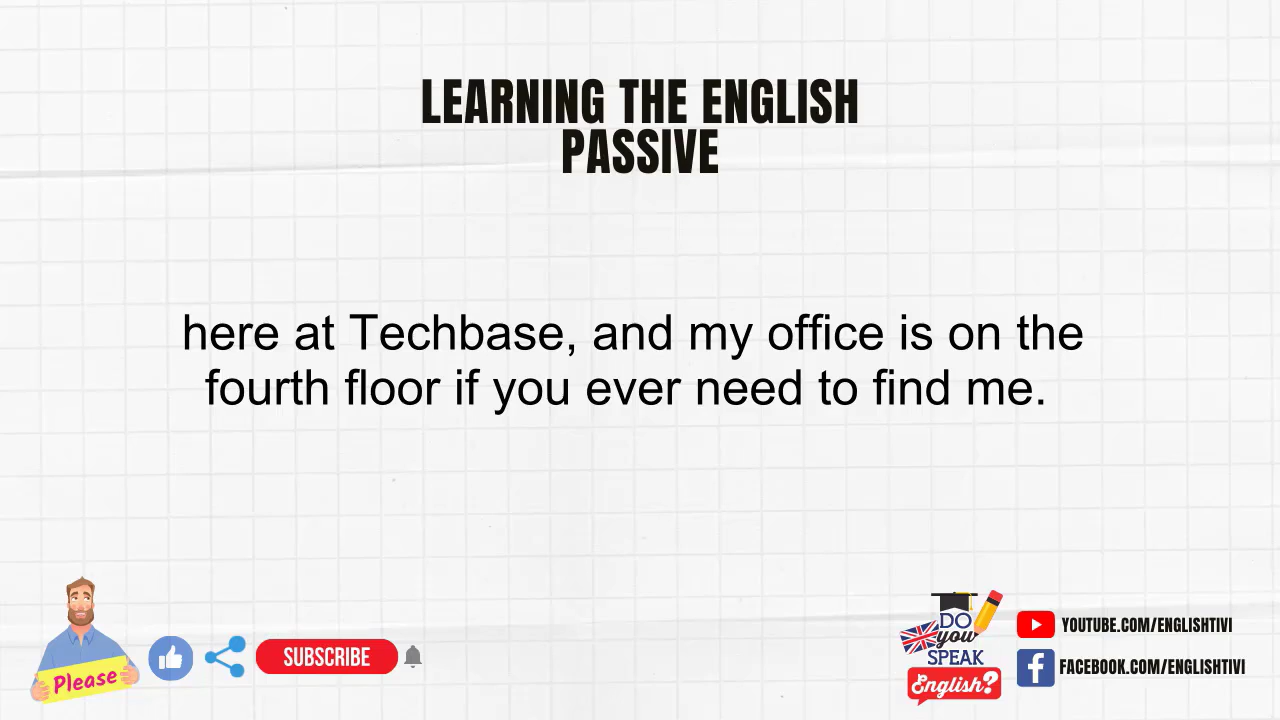 LEARNING THE ENGLISH
PASSIVE
here at Techbase, and my office is on the
fourth floor if you ever need to find me.
Please
SUBSCRIBE
DO
you
SPEAK
English?
YOUTUBE.COM/ENGLISHTIVI
FACEBOOK.COM/ENGLISHTIVI